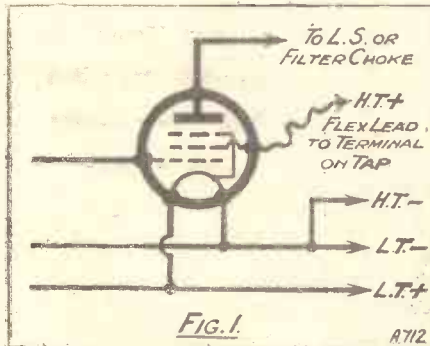 TO L.S. OR
FILTER CHOKE
H.T.+
FLEX LEAD
TO TERMINAL
ON TAP
H.T.-
L.T.-
L.T.+
FIG. 1.
A712